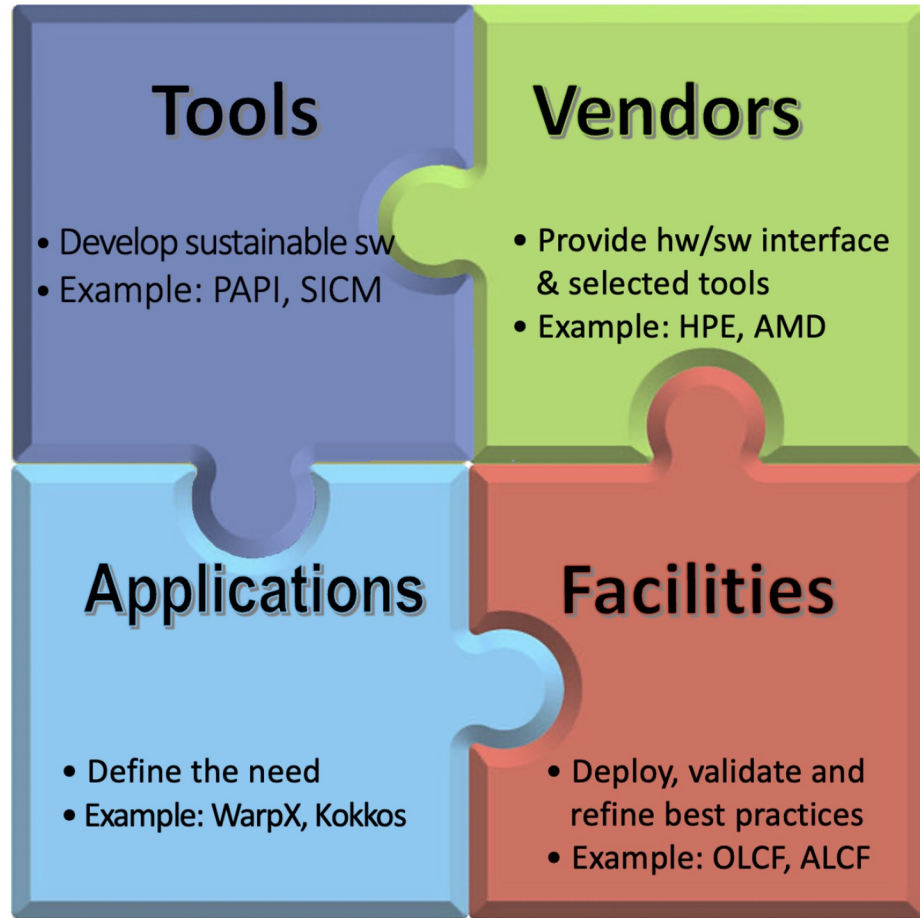 Tools
• Develop sustainable sw
• Example: PAPI, SICM
Vendors
• Provide hw/sw interface
& selected tools
• Example: HPE, AMD
Applications
• Define the need
• Example: WarpX, Kokkos
Facilities
• Deploy, validate and
refine best practices
• Example: OLCF, ALCF